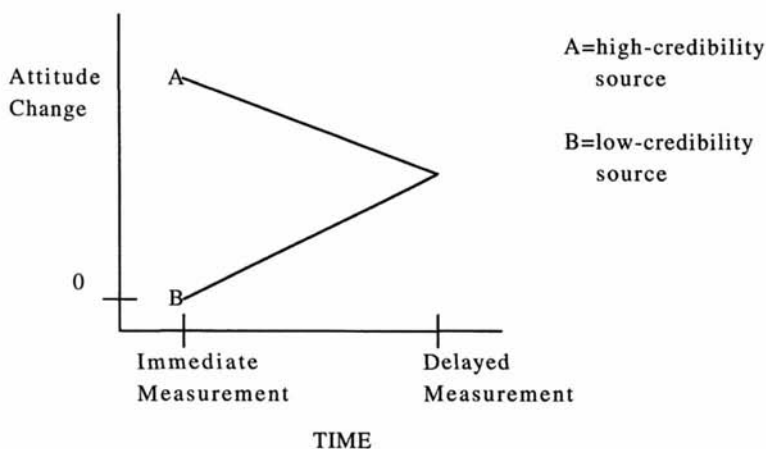 A=high-credibility
source
Attitude
Change
A
B=low-credibility
source
0
B
Immediate
Measurement
Delayed
Measurement
TIME